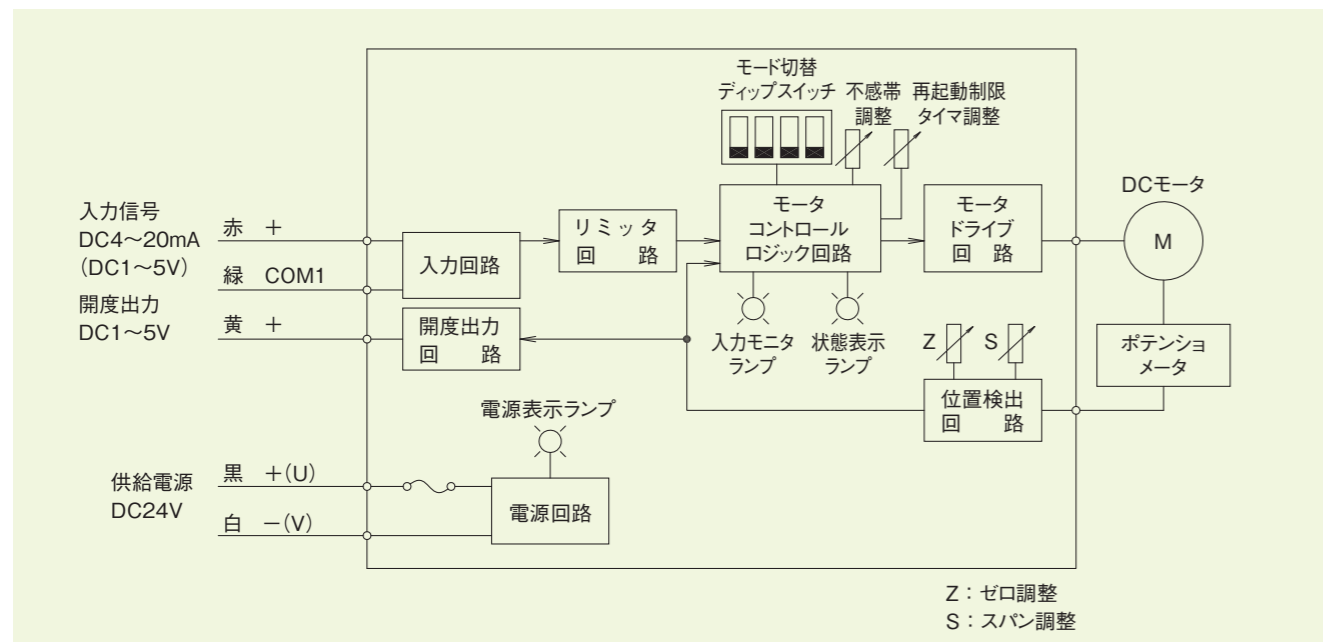 モード切替
ディップスイッチ
不感帯
調整
再起動制限
タイマ調整
入力信号
DC4～20mA
(DC1～5V)
赤 ＋
緑 COM1
開度出力
DC1～5V
黄 ＋
入力回路
リミッタ
回 路
モータ
コントロール
ロジック回路
モータ
ドライブ
回 路
DCモータ
M
開度出力
回 路
入力モニタ
ランプ
状態表示
ランプ
Z
S
位置検出
回 路
ポテンショ
メータ
電源表示ランプ
供給電源
DC24V
黒 ＋(U)
白 －(V)
電源回路
Z：ゼロ調整
S：スパン調整